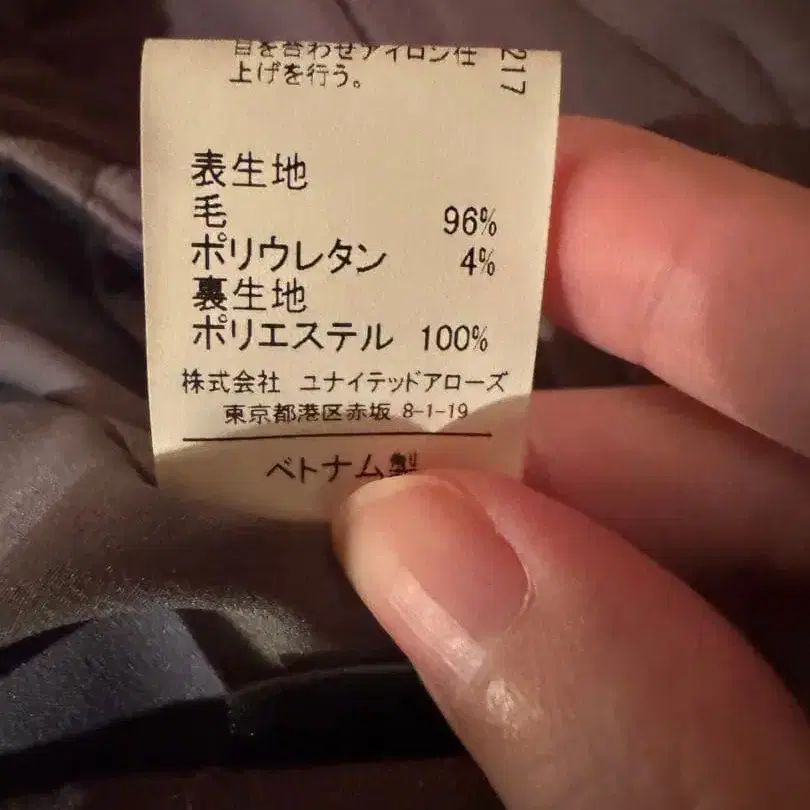 目を合わせアイロン仕
上げを行う。
217
表生地
毛 96%
ポリウレタン 4%
裏生地
ポリエステル 100%
株式会社 ユナイテッドアローズ
東京都港区赤坂 8-1-19
ベトナム製